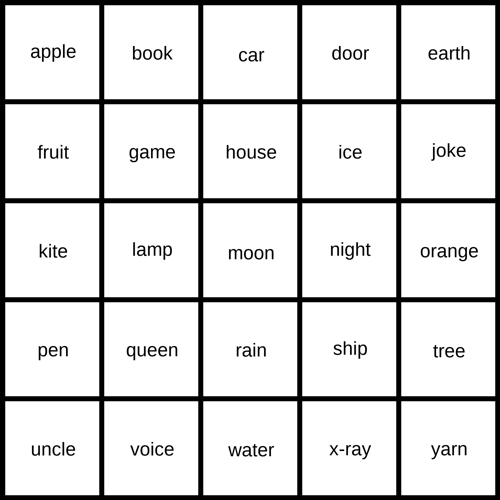 apple book car door earth
fruit game house ice joke
kite lamp moon night orange
pen queen rain ship tree
uncle voice water x-ray yarn